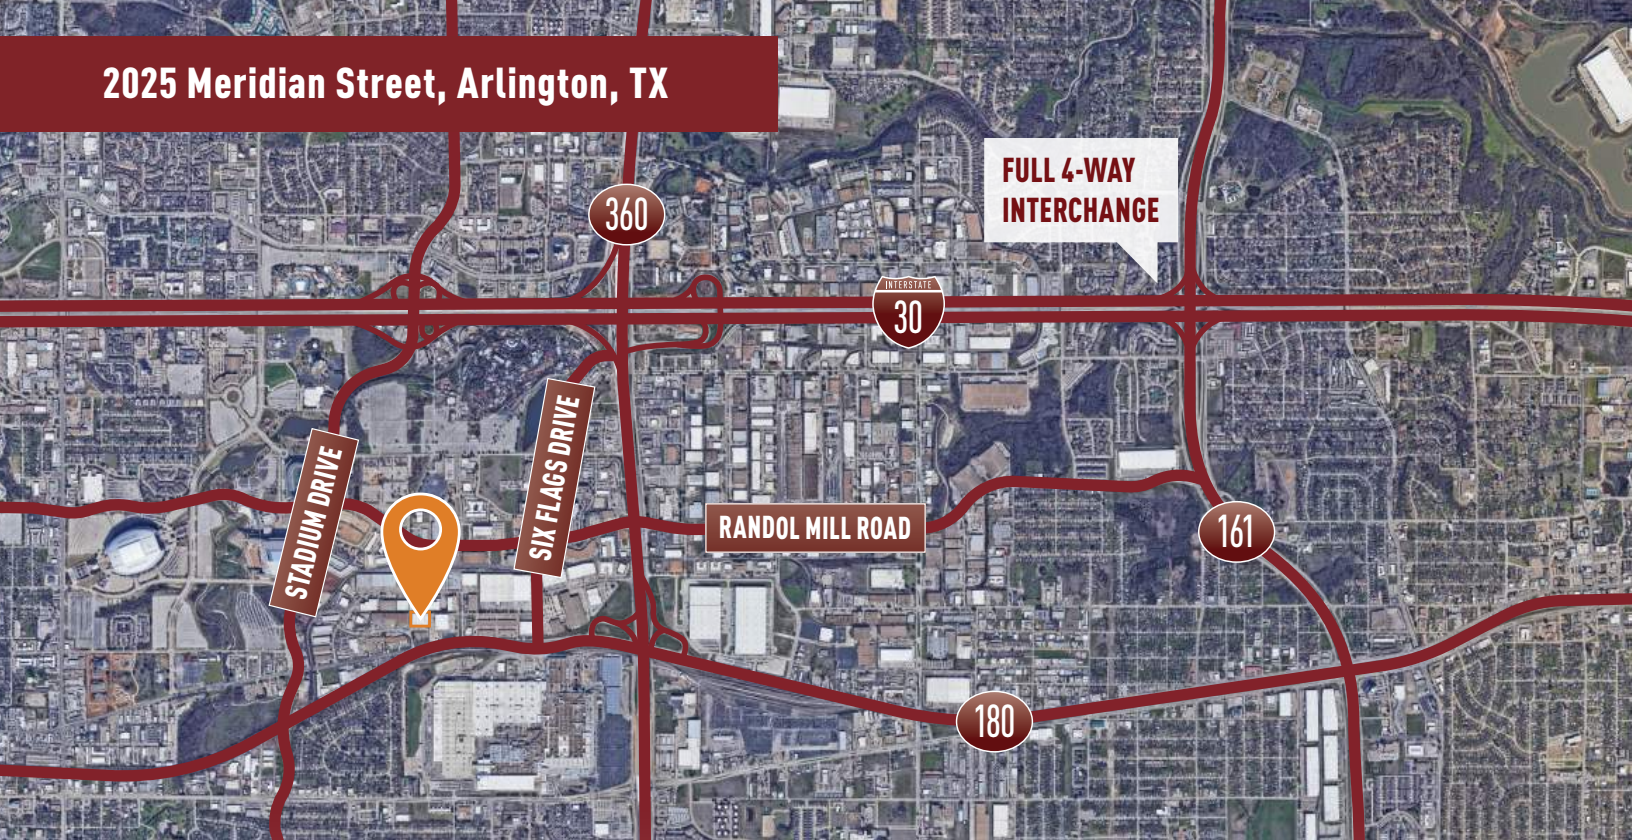 2025 Meridian Street, Arlington, TX
360
FULL 4-WAY
INTERCHANGE
INTERSTATE
30
STADIUM DRIVE
SIX FLAGS DRIVE
RANDOL MILL ROAD
161
180